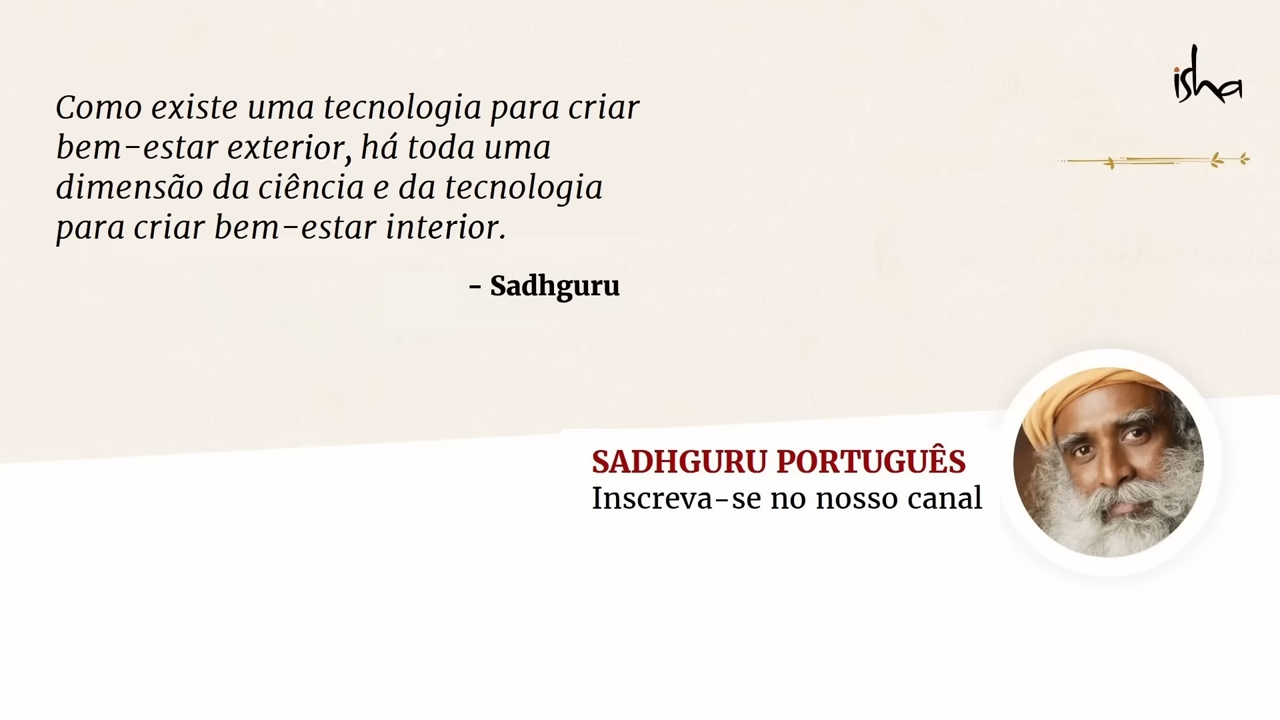 isha
Como existe uma tecnologia para criar
bem-estar exterior, há toda uma
dimensão da ciência e da tecnologia
para criar bem-estar interior.
- Sadhguru
SADHGURU PORTUGUÊS
Inscreva-se no nosso canal